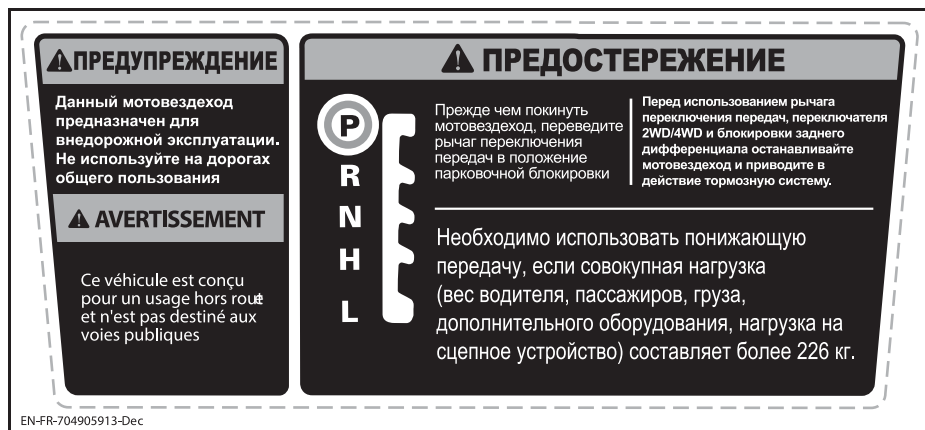 ПРЕДУПРЕЖДЕНИЕ
Данный мотовездеход
предназначен для
внедорожной эксплуатации.
Не используйте на дорогах
общего пользования
AVERTISSEMENT
Ce véhicule est conçu
pour un usage hors route
et n'est pas destiné aux
voies publiques
ПРЕДОСТЕРЕЖЕНИЕ
P
R
N
H
L
Прежде чем покинуть
мотовездеход, переведите
рычаг переключения
передач в положение
парковочной блокировки
Перед использованием рычага
переключения передач, переключателя
2WD/4WD и блокировки заднего
дифференциала останавливайте
мотовездеход и приводите в
действие тормозную систему.
Необходимо использовать понижающую
передачу, если совокупная нагрузка
(вес водителя, пассажиров, груза,
дополнительного оборудования, нагрузка на
сцепное устройство) составляет более 226 кг.
EN-FR-704905913-Dec